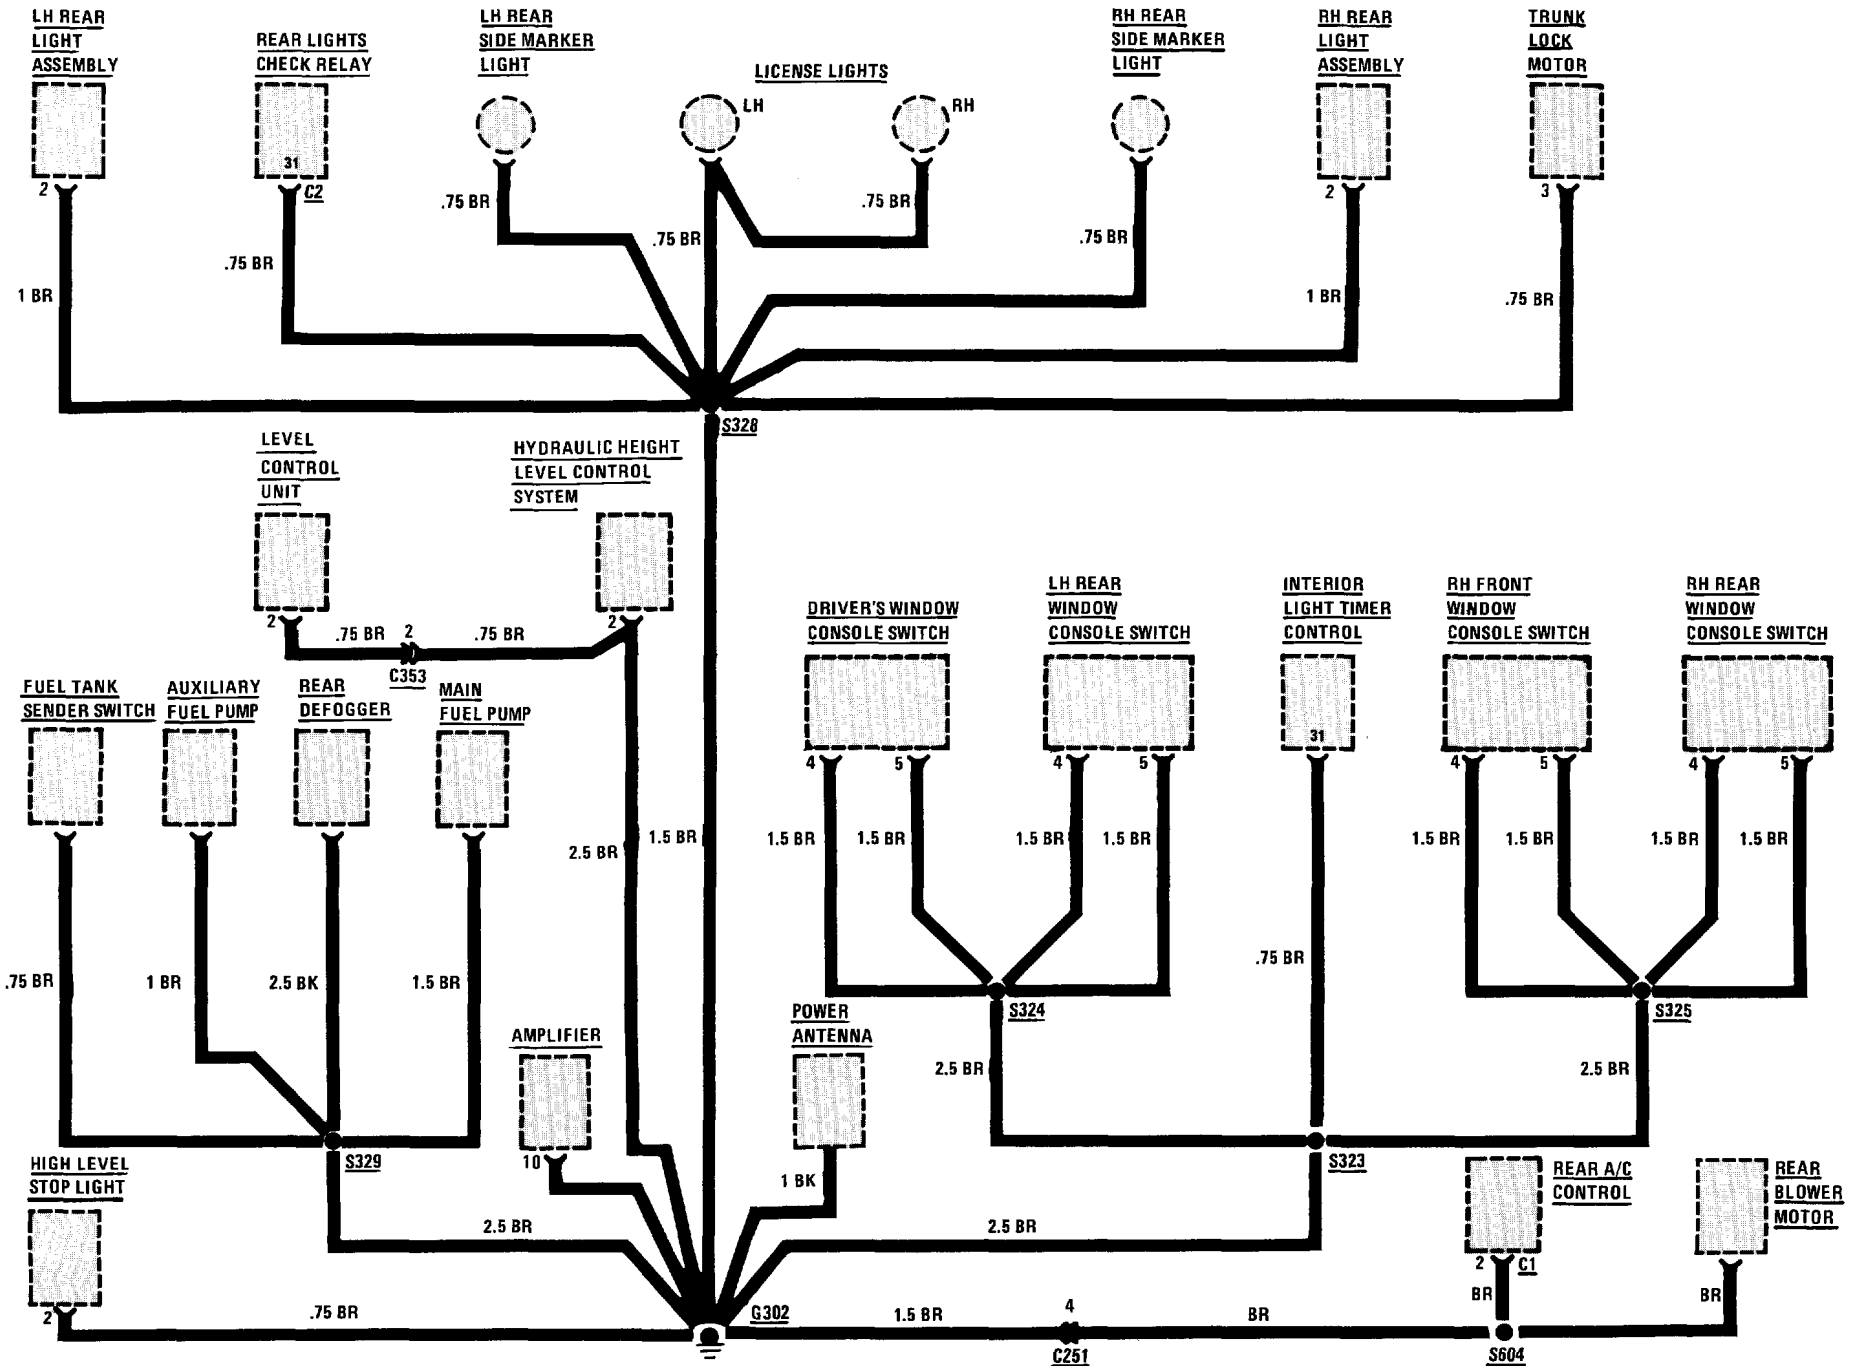 LH REAR
LIGHT
ASSEMBLY
REAR LIGHTS
CHECK RELAY
LH REAR
SIDE MARKER
LIGHT
LICENSE LIGHTS
LH
RH
RH REAR
SIDE MARKER
LIGHT
RH REAR
LIGHT
ASSEMBLY
TRUNK
LOCK
MOTOR
31
2
C2
2
3
.75 BR
.75 BR
.75 BR
.75 BR
.75 BR
1 BR
1 BR
.75 BR
S328
LEVEL
CONTROL
UNIT
HYDRAULIC HEIGHT
LEVEL CONTROL
SYSTEM
2
.75 BR
2
.75 BR
2
C353
FUEL TANK
SENDER SWITCH
AUXILIARY
FUEL PUMP
REAR
DEFOGGER
MAIN
FUEL PUMP
DRIVER'S WINDOW
CONSOLE SWITCH
LH REAR
WINDOW
CONSOLE SWITCH
INTERIOR
LIGHT TIMER
CONTROL
RH FRONT
WINDOW
CONSOLE SWITCH
RH REAR
WINDOW
CONSOLE SWITCH
31
4
5
4
5
4
5
4
5
2.5 BR
1.5 BR
1.5 BR
1.5 BR
1.5 BR
1.5 BR
1.5 BR
1.5 BR
1.5 BR
1.5 BR
.75 BR
1 BR
2.5 BK
1.5 BR
.75 BR
S324
S325
AMPLIFIER
POWER
ANTENNA
2.5 BR
2.5 BR
10
1 BK
S329
S323
HIGH LEVEL
STOP LIGHT
REAR A/C
CONTROL
REAR
BLOWER
MOTOR
2.5 BR
2.5 BR
2
C1
BR
BR
2
.75 BR
G302
1.5 BR
4
BR
C251
S604